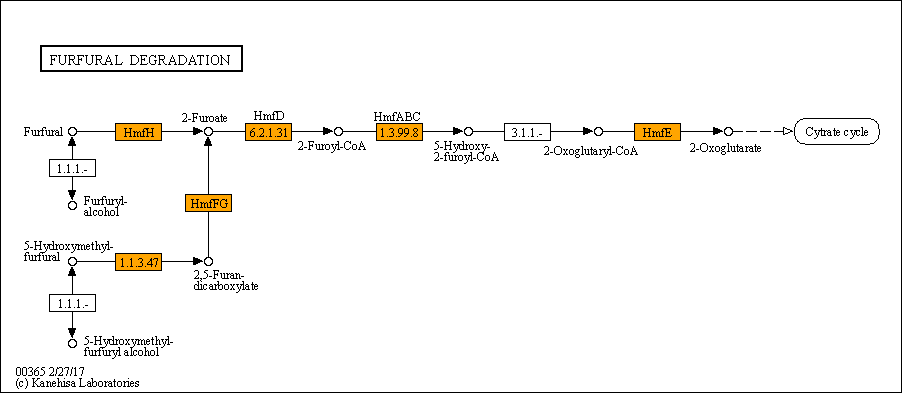 FURFURAL DEGRADATION
Furfural
HmfH
2-Furoate
HmfD
6.2.1.31
2-Furoyl-CoA
HmfABC
1.3.99.8
5-Hydroxy-
2-furoyl-CoA
3.1.1.-
2-Oxoglutaryl-CoA
HmfE
2-Oxoglutarate
Cytrate cycle
1.1.1.-
Furfuryl-
alcohol
HmfFG
5-Hydroxymethyl-
furfural
1.1.3.47
2,5-Furan-
dicarboxylate
1.1.1.-
5-Hydroxymethyl-
furfuryl alcohol
00365 2/27/17
(c) Kanehisa Laboratories